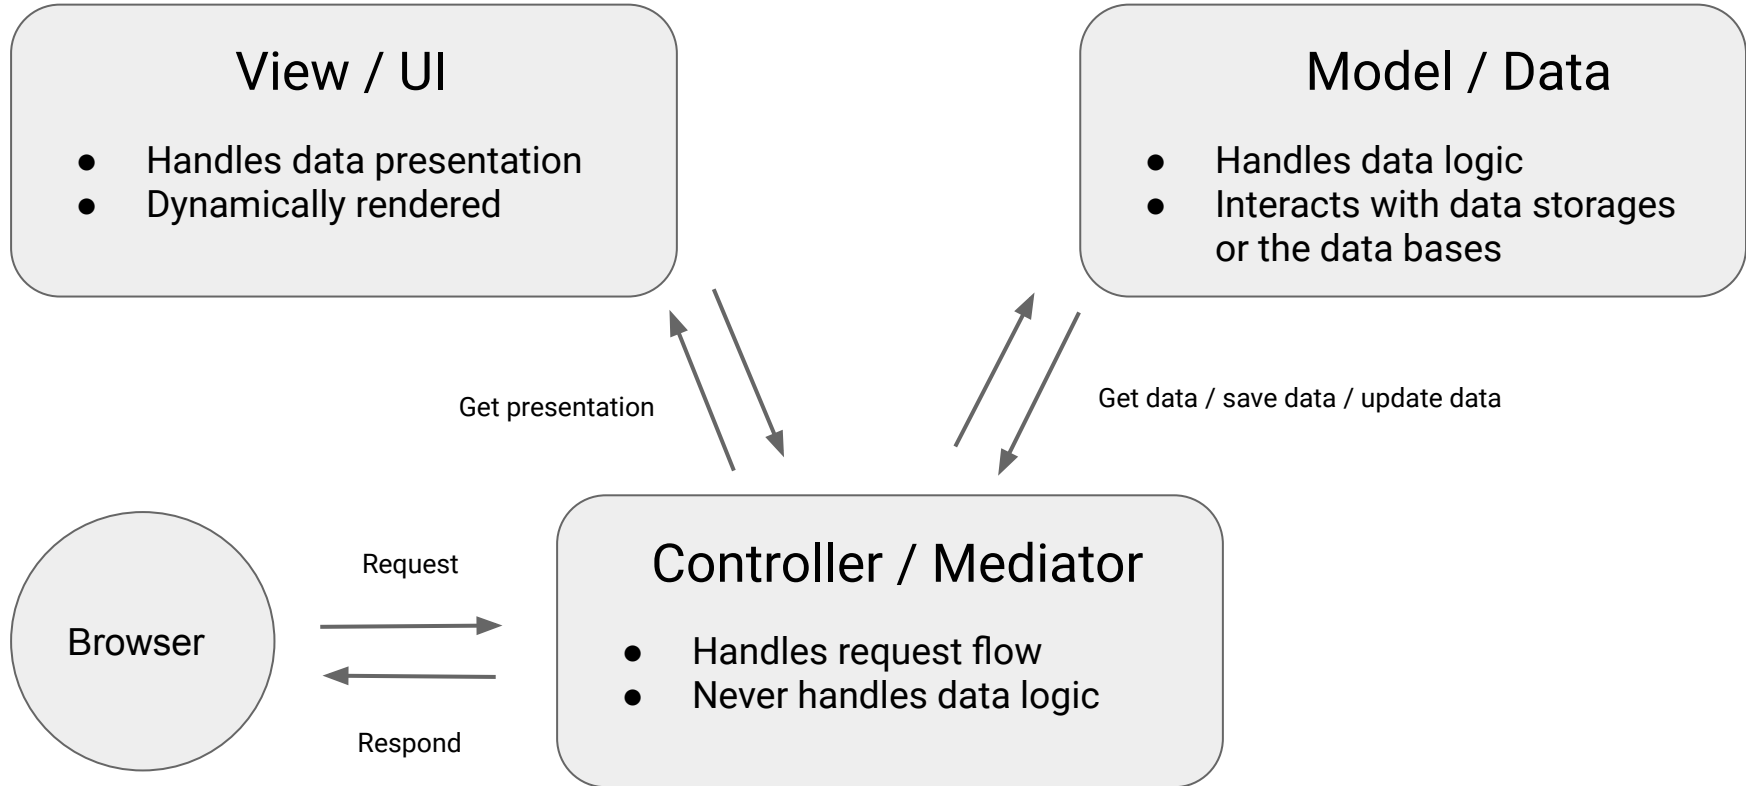 View / UI
● Handles data presentation
● Dynamically rendered
Model / Data
● Handles data logic
● Interacts with data storages
or the data bases
Get presentation
Get data / save data / update data
Browser
Request
Respond
Controller / Mediator
● Handles request flow
● Never handles data logic